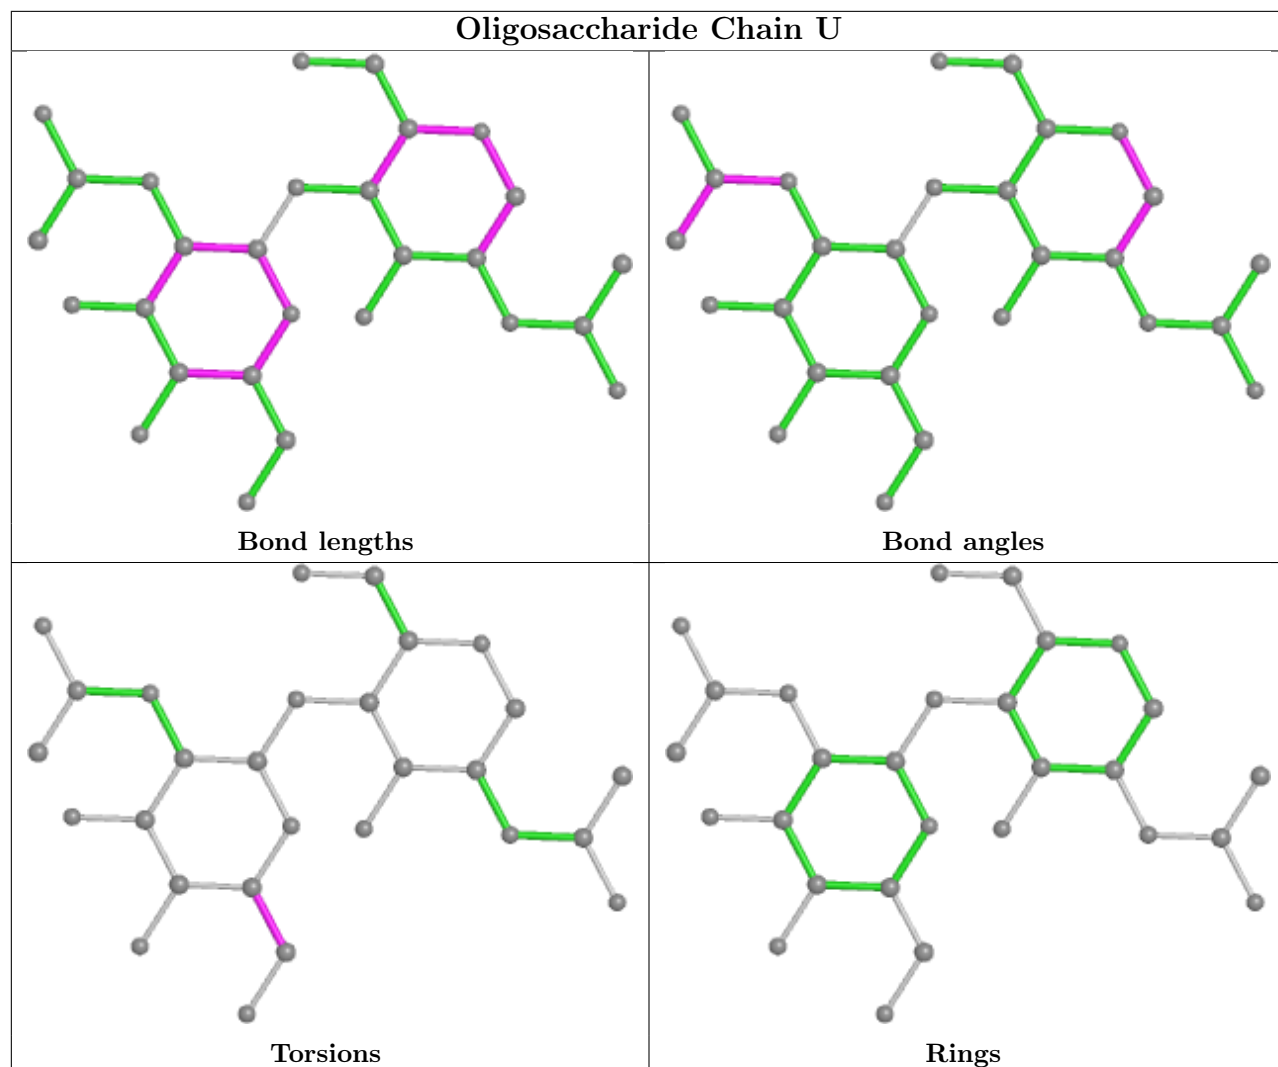 Oligosaccharide Chain U
Bond lengths
Bond angles
Torsions
Rings